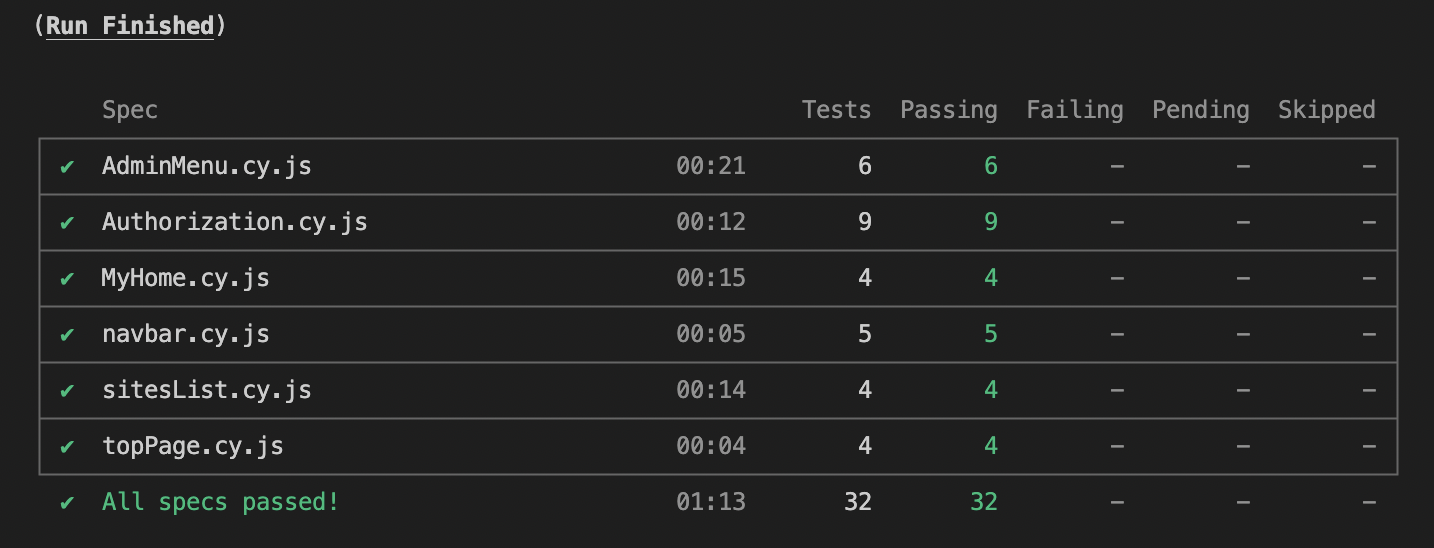 (Run Finished)
Spec Tests Passing Failing Pending Skipped
✔ AdminMenu.cy.js 00:21 6 6 – – –
✔ Authorization.cy.js 00:12 9 9 – – –
✔ MyHome.cy.js 00:15 4 4 – – –
✔ navbar.cy.js 00:05 5 5 – – –
✔ sitesList.cy.js 00:14 4 4 – – –
✔ topPage.cy.js 00:04 4 4 – – –
✔ All specs passed! 01:13 32 32 – – –